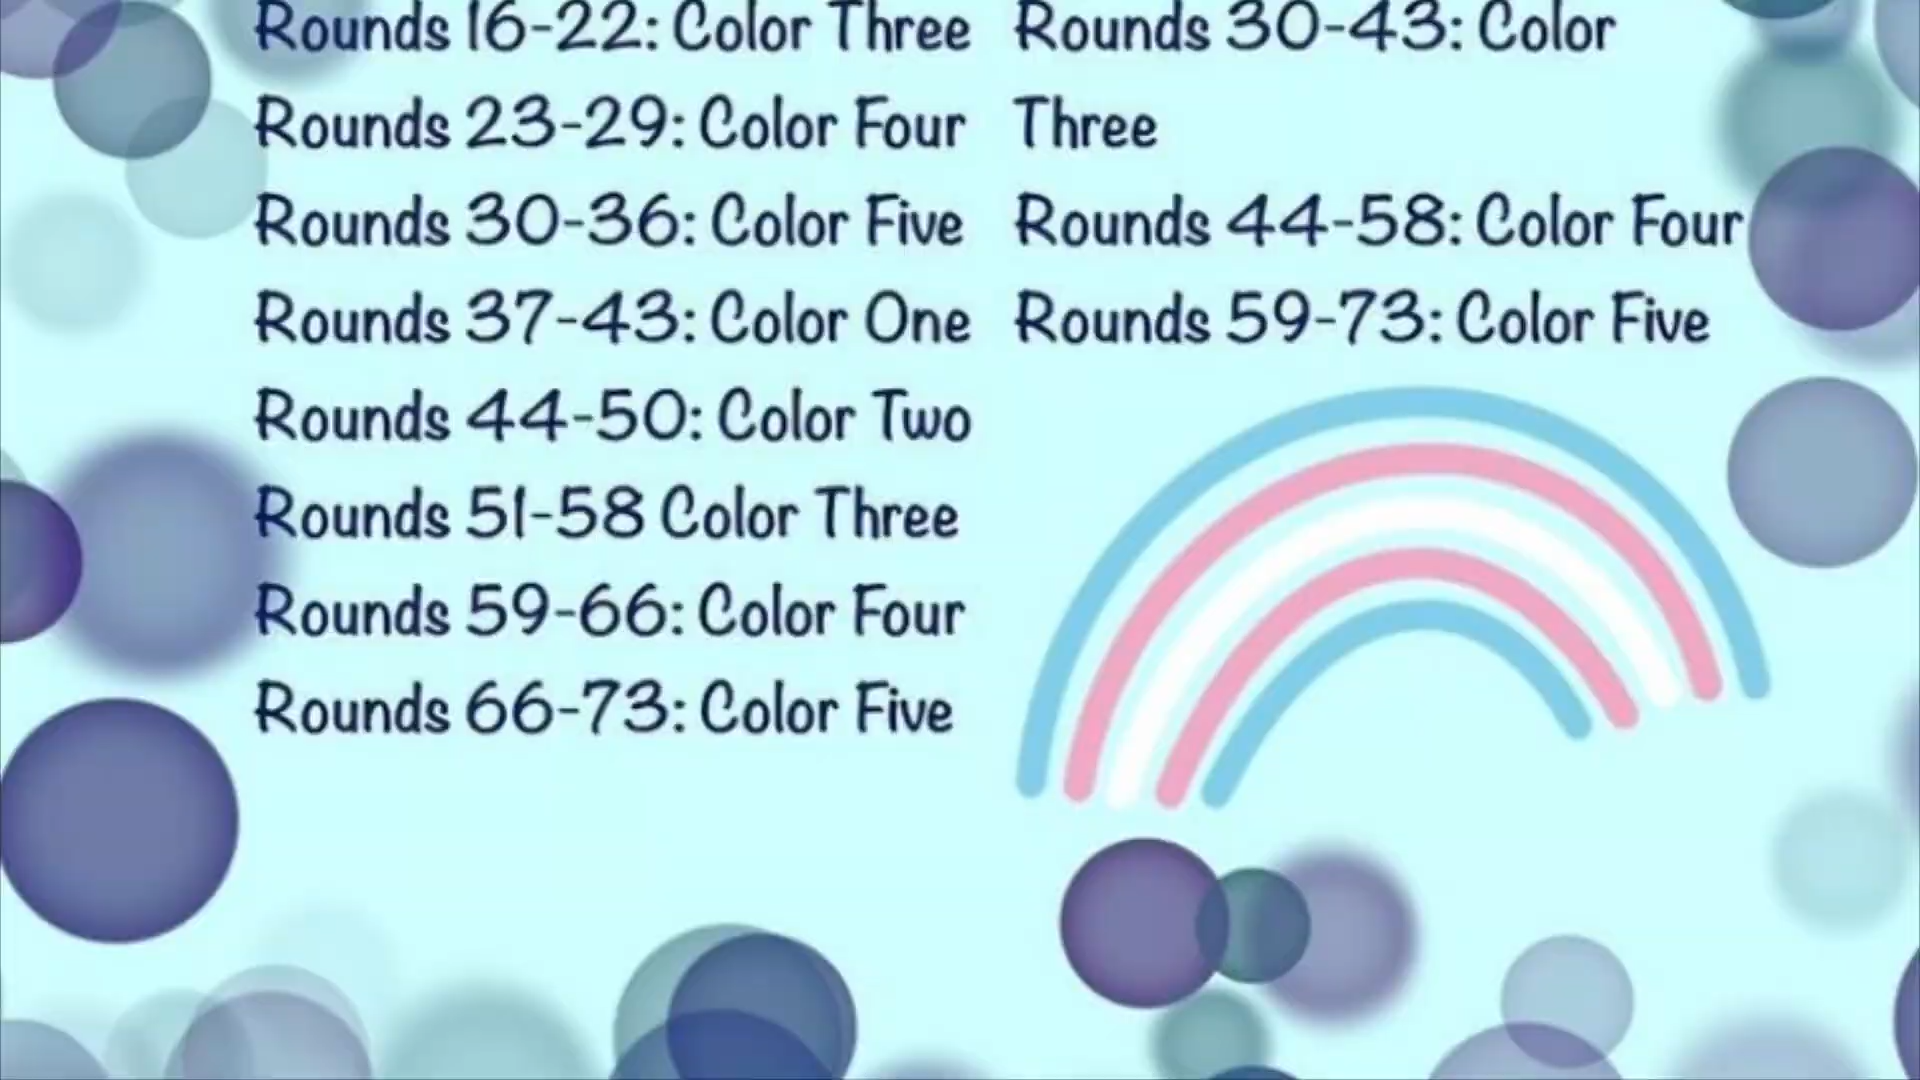 Rounds 16-22: Color Three
Rounds 23-29: Color Four
Rounds 30-36: Color Five
Rounds 37-43: Color One
Rounds 44-50: Color Two
Rounds 51-58 Color Three
Rounds 59-66: Color Four
Rounds 66-73: Color Five
Rounds 30-43: Color
Three
Rounds 44-58: Color Four
Rounds 59-73: Color Five